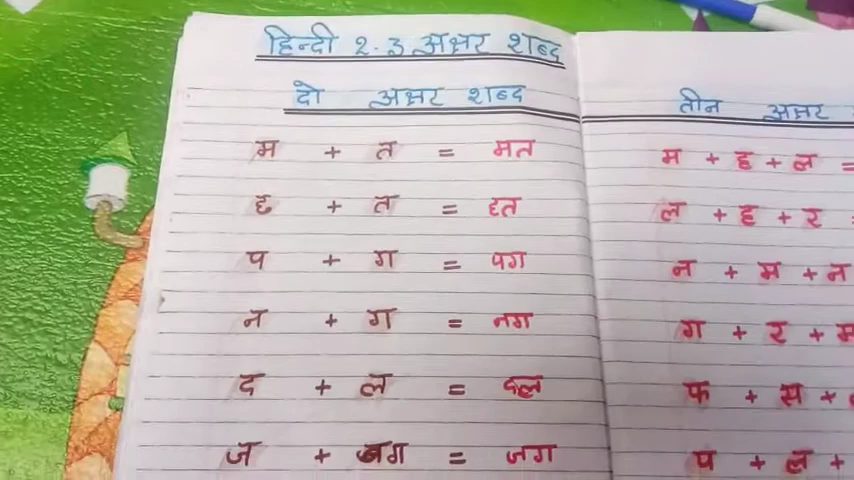 हिन्दी २-३ अक्षर शब्द
दो अक्षर शब्द
म + त = मत
ह + त = हत
प + ग = पग
न + ग = नग
द + ल = दल
ज + ग = जग
तीन अक्षर
म + ह + ल =
ल + ह + र =
न + म + न
ग + र + म
फ + स +
प + ल +